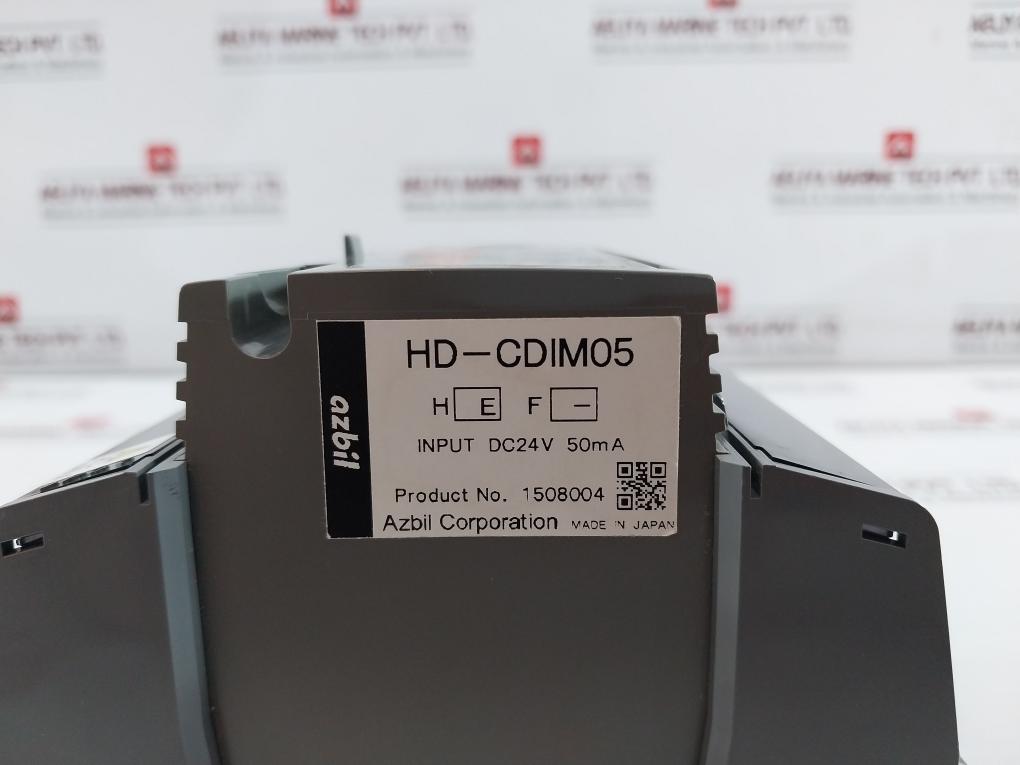 HD-CDIM05
H E F -
INPUT DC24V 50mA
azbil
Product No. 1508004
Azbil Corporation MADE IN JAPAN